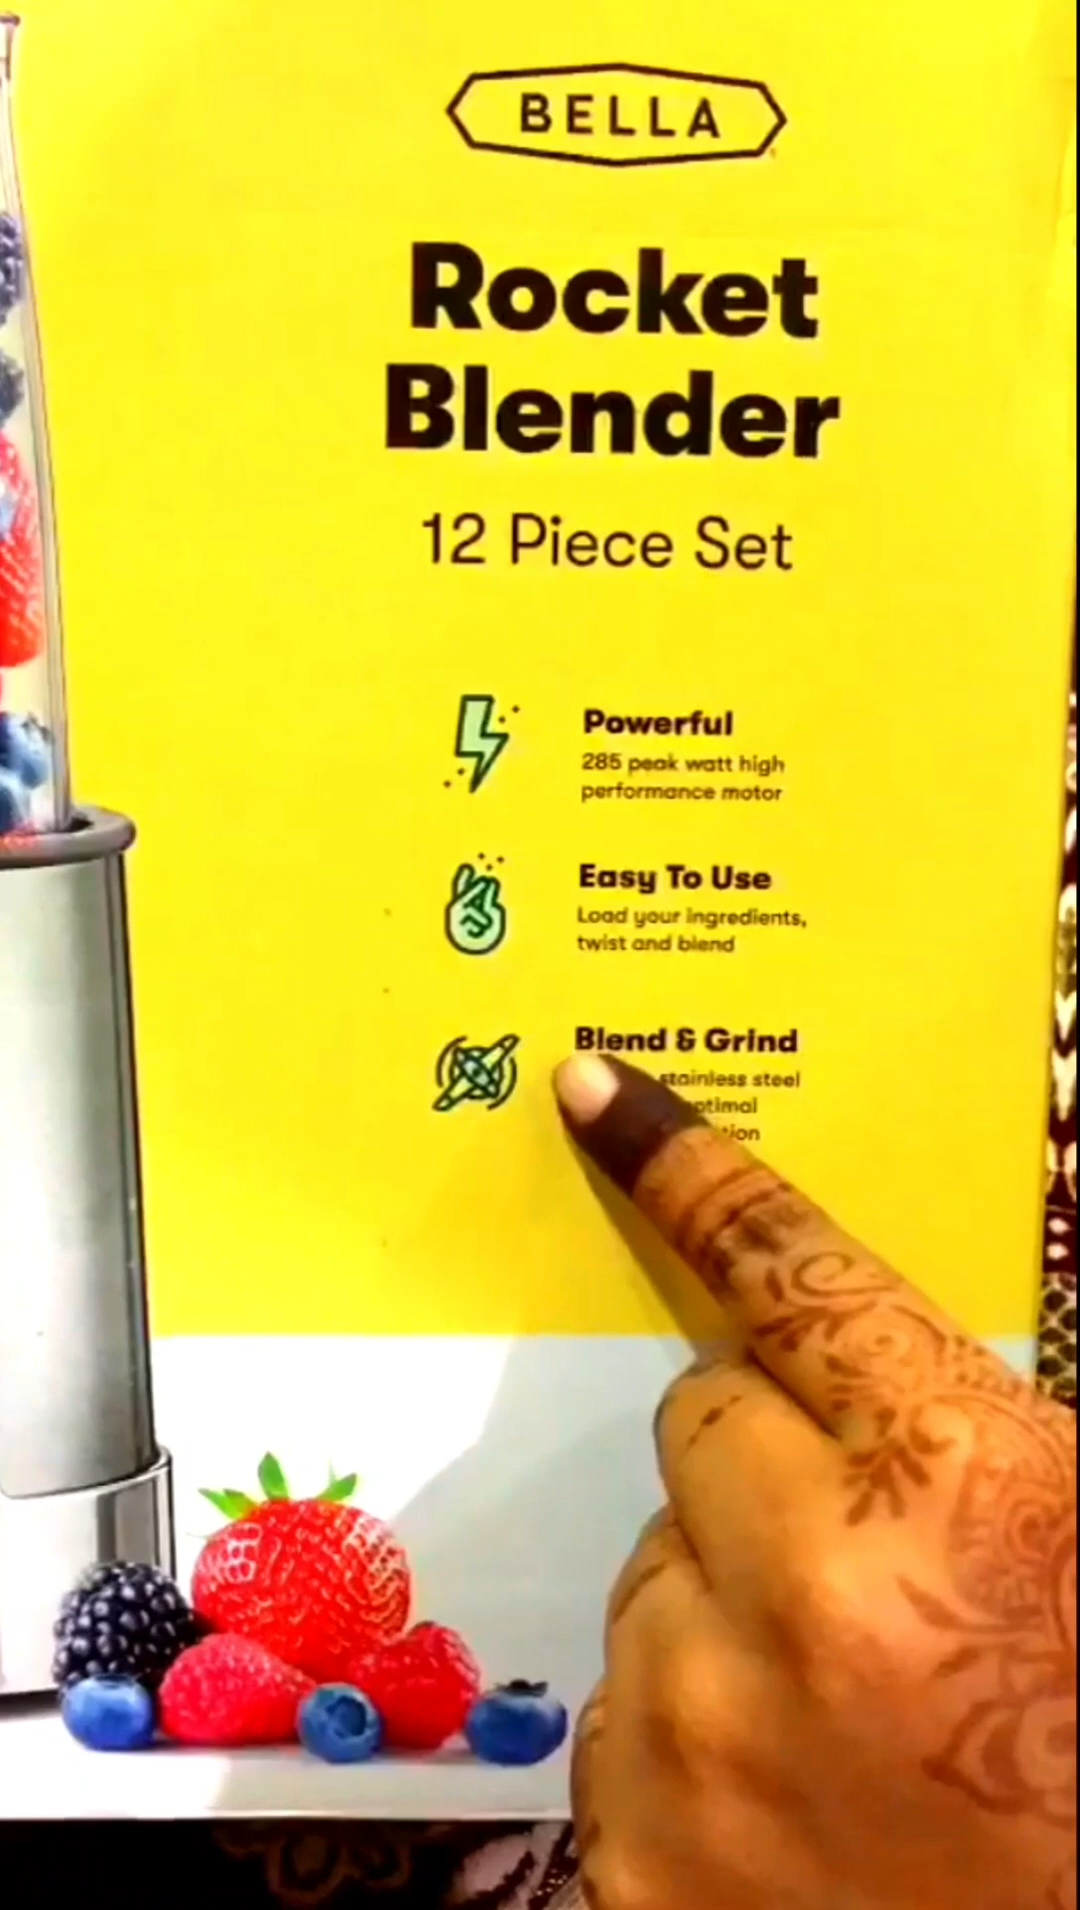 BELLA
Rocket
Blender
12 Piece Set
Powerful
285 peak watt high
performance motor
Easy To Use
Load your ingredients,
twist and blend
Blend & Grind
stainless steel